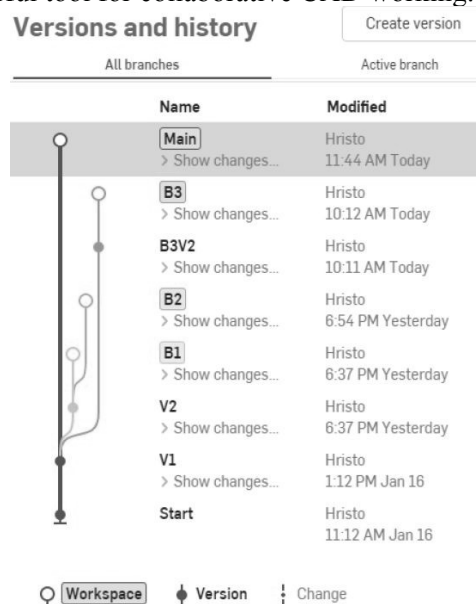 Versions and history
Create version
All branches
Active branch
Name Modified
Main Hristo
> Show changes... 11:44 AM Today
B3 Hristo
> Show changes... 10:12 AM Today
B3V2 Hristo
> Show changes... 10:11 AM Today
B2 Hristo
> Show changes... 6:54 PM Yesterday
B1 Hristo
> Show changes... 6:37 PM Yesterday
V2 Hristo
> Show changes... 6:37 PM Yesterday
V1 Hristo
> Show changes... 1:12 PM Jan 16
Start Hristo
11:12 AM Jan 16
Workspace Version Change